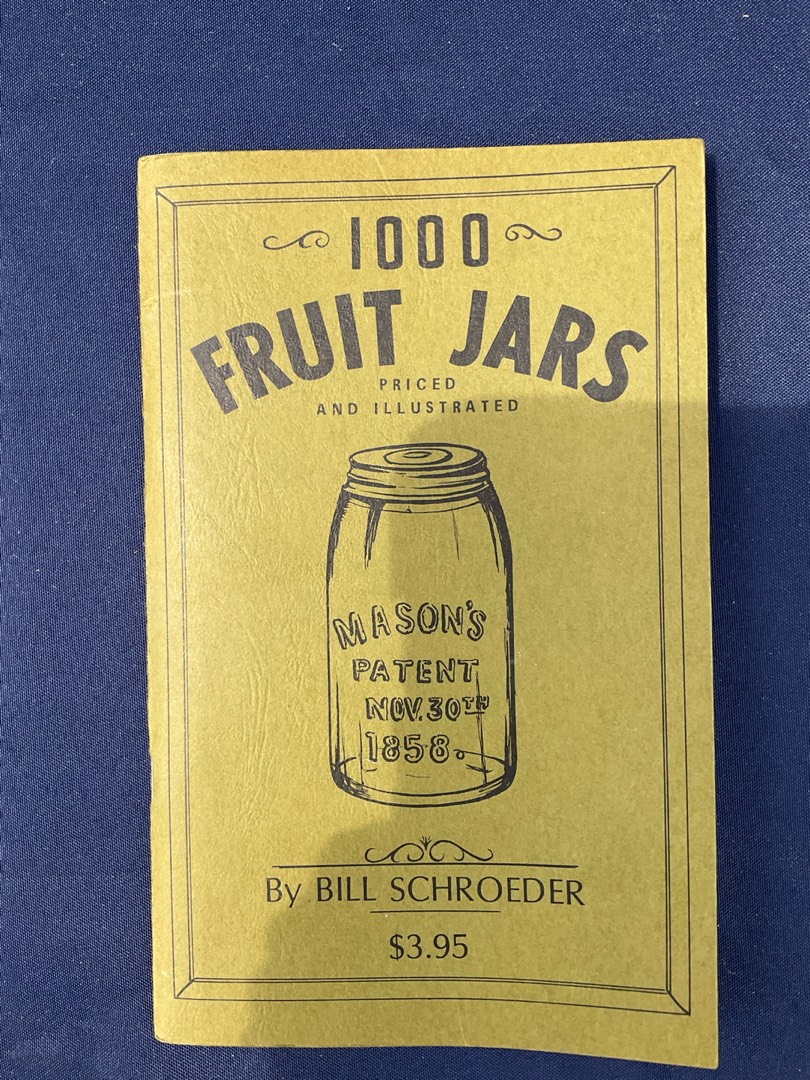 1000
FRUIT JARS
PRICED
AND ILLUSTRATED
MASON'S
PATENT
NOV. 30TH
1858.
By BILL SCHROEDER
$3.95